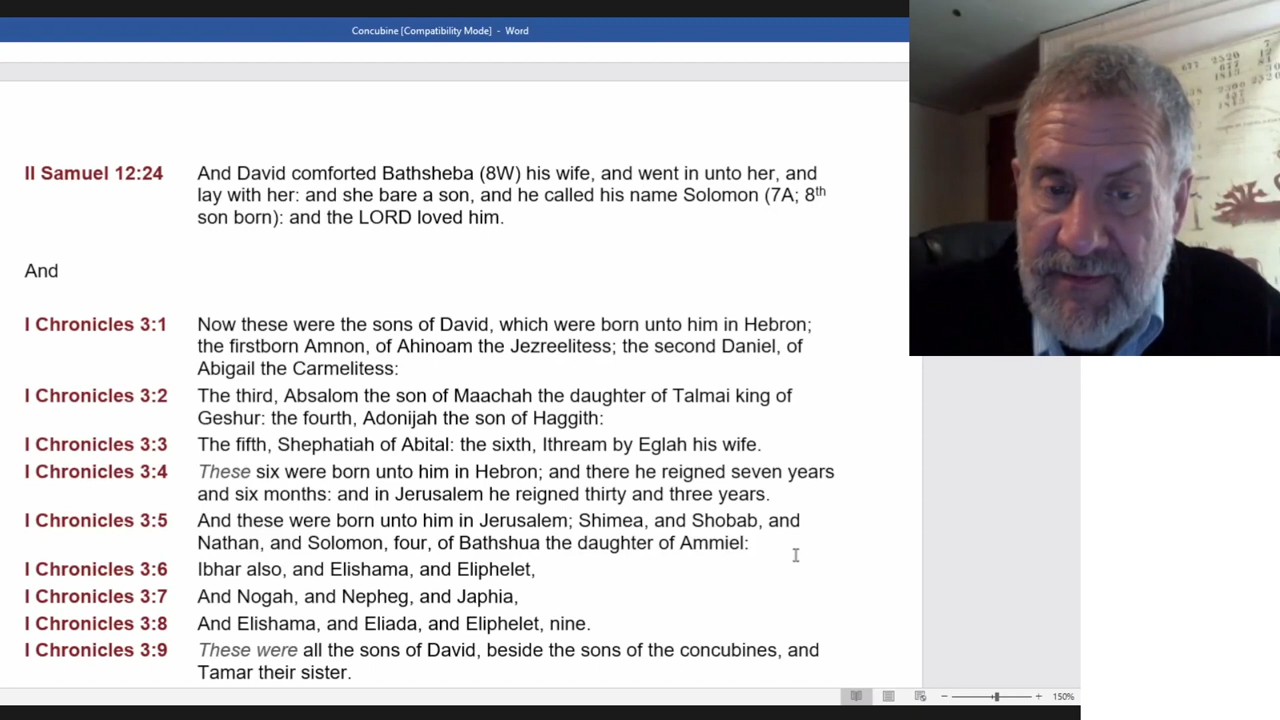 Concubine [Compatibility Mode] - Word
II Samuel 12:24 And David comforted Bathsheba (8W) his wife, and went in unto her, and
lay with her: and she bare a son, and he called his name Solomon (7A; 8th
son born): and the LORD loved him.
And
I Chronicles 3:1 Now these were the sons of David, which were born unto him in Hebron;
the firstborn Amnon, of Ahinoam the Jezreelitess; the second Daniel, of
Abigail the Carmelitess:
I Chronicles 3:2 The third, Absalom the son of Maachah the daughter of Talmai king of
Geshur: the fourth, Adonijah the son of Haggith:
I Chronicles 3:3 The fifth, Shephatiah of Abital: the sixth, Ithream by Eglah his wife.
I Chronicles 3:4 These six were born unto him in Hebron; and there he reigned seven years
and six months: and in Jerusalem he reigned thirty and three years.
I Chronicles 3:5 And these were born unto him in Jerusalem; Shimea, and Shobab, and
Nathan, and Solomon, four, of Bathshua the daughter of Ammiel:
I Chronicles 3:6 Ibhar also, and Elishama, and Eliphelet,
I Chronicles 3:7 And Nogah, and Nepheg, and Japhia,
I Chronicles 3:8 And Elishama, and Eliada, and Eliphelet, nine.
I Chronicles 3:9 These were all the sons of David, beside the sons of the concubines, and
Tamar their sister.
150%
677 2520
677
1843